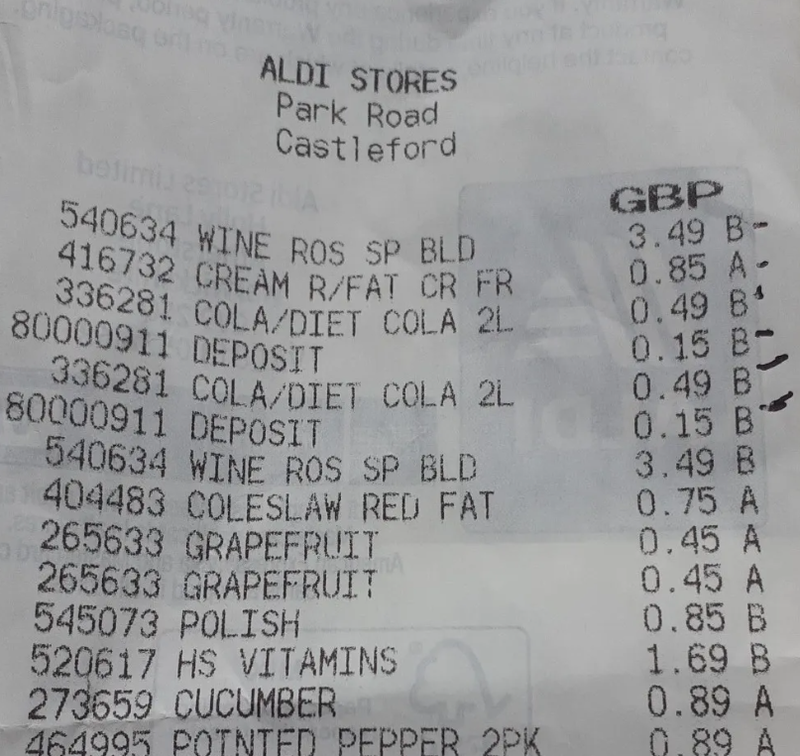 ALDI STORES
Park Road
Castleford
GBP
540634 WINE ROS SP BLD 3.49 B
416732 CREAM R/FAT CR FR 0.85 A
336281 COLA/DIET COLA 2L 0.49 B
80000911 DEPOSIT 0.15 B
336281 COLA/DIET COLA 2L 0.49 B
80000911 DEPOSIT 0.15 B
540634 WINE ROS SP BLD 3.49 B
404483 COLESLAW RED FAT 0.75 A
265633 GRAPEFRUIT 0.45 A
265633 GRAPEFRUIT 0.45 A
545073 POLISH 0.85 B
520617 HS VITAMINS 1.69 B
273659 CUCUMBER 0.89 A
464995 POINTED PEPPER 2PK 0.89 A